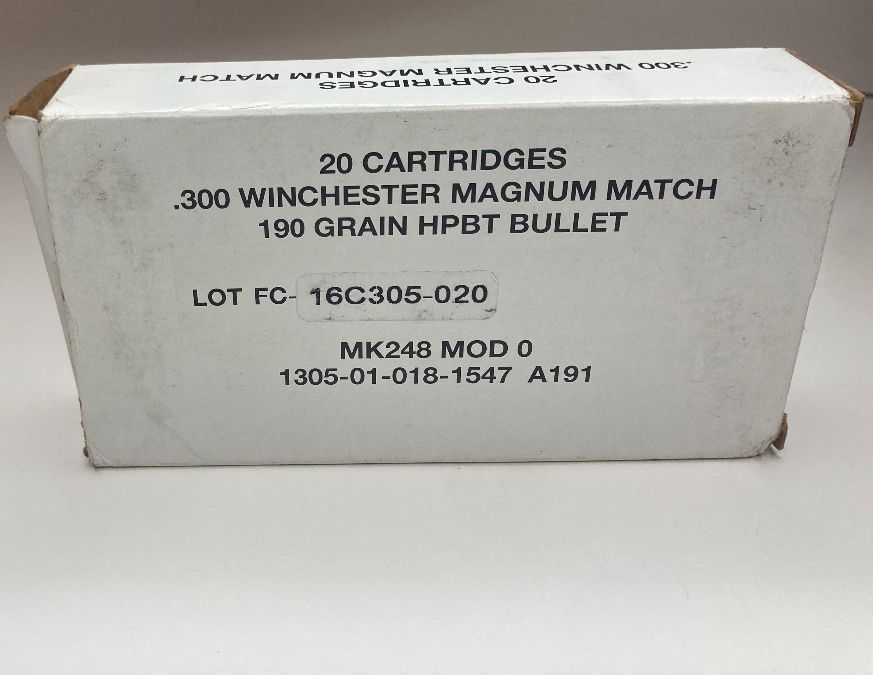 20 CARTRIDGES
.300 WINCHESTER MAGNUM MATCH
20 CARTRIDGES
.300 WINCHESTER MAGNUM MATCH
190 GRAIN HPBT BULLET
LOT FC- 16C305-020
MK248 MOD 0
1305-01-018-1547 A191